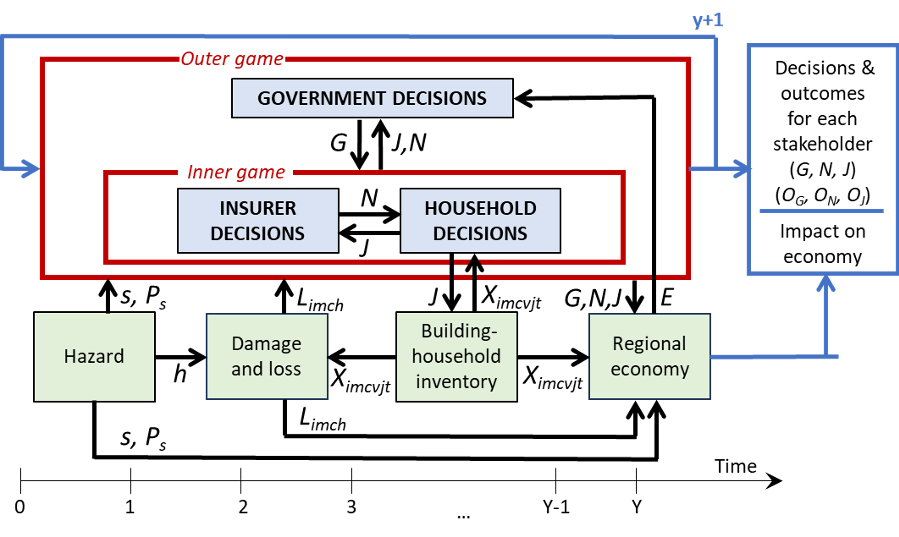 y+1
Outer game
GOVERNMENT DECISIONS
G
J,N
Inner game
INSURER
DECISIONS
N
J
HOUSEHOLD
DECISIONS
Decisions &
outcomes
for each
stakeholder
(G, N, J)
(O_G, O_N, O_J)
Impact on
economy
s, P_s
L_imch
J
X_imcvjt
G,N,J
E
Hazard
h
Damage
and loss
X_imcvjt
Building-
household
inventory
X_imcvjt
Regional
economy
L_imch
s, P_s
Time
0
1
2
3
...
Y-1
Y